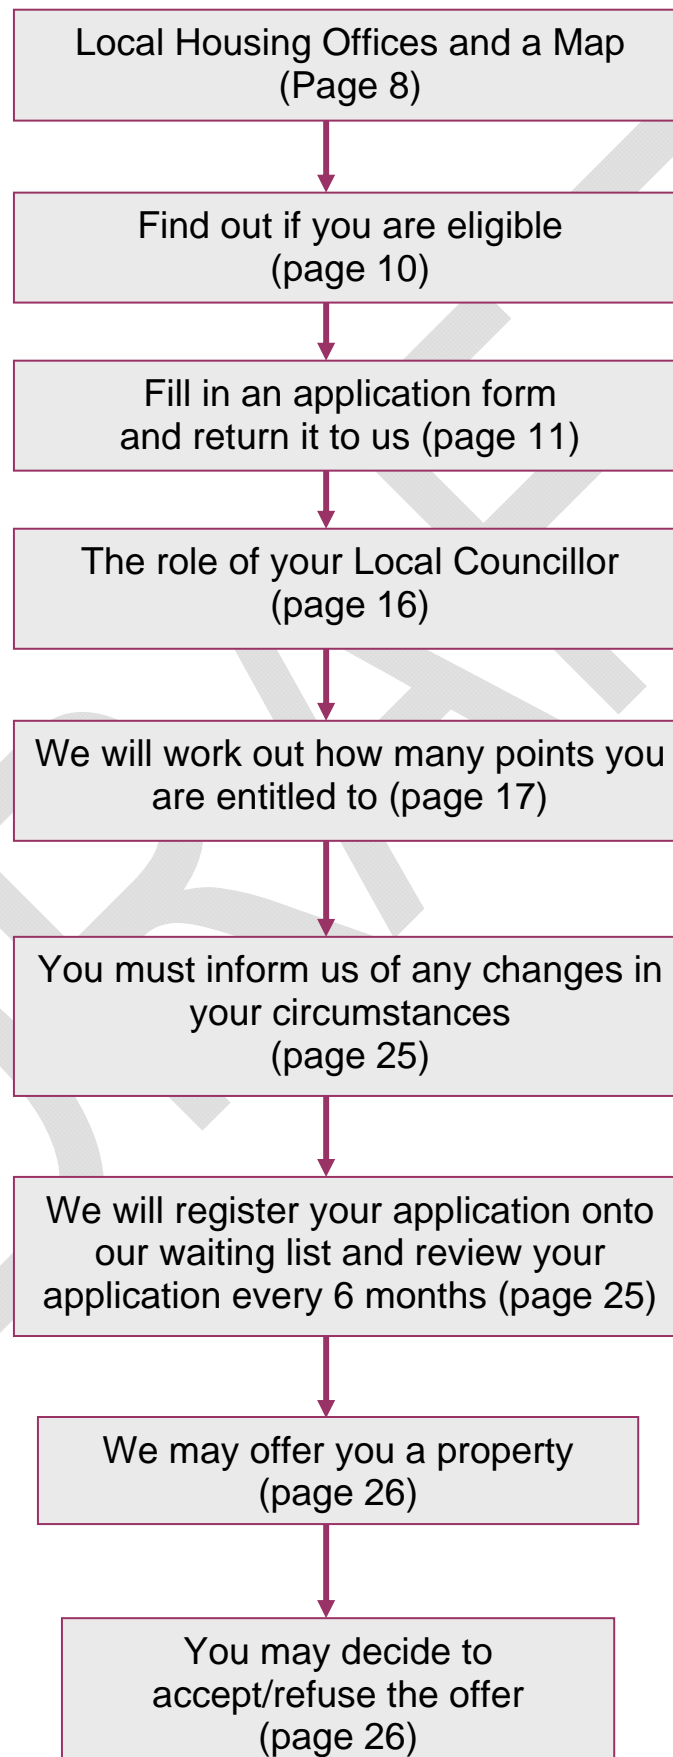 Local Housing Offices and a Map
(Page 8)
Find out if you are eligible
(page 10)
Fill in an application form
and return it to us (page 11)
The role of your Local Councillor
(page 16)
We will work out how many points you
are entitled to (page 17)
You must inform us of any changes in
your circumstances
(page 25)
We will register your application onto
our waiting list and review your
application every 6 months (page 25)
We may offer you a property
(page 26)
You may decide to
accept/refuse the offer
(page 26)
DRAF